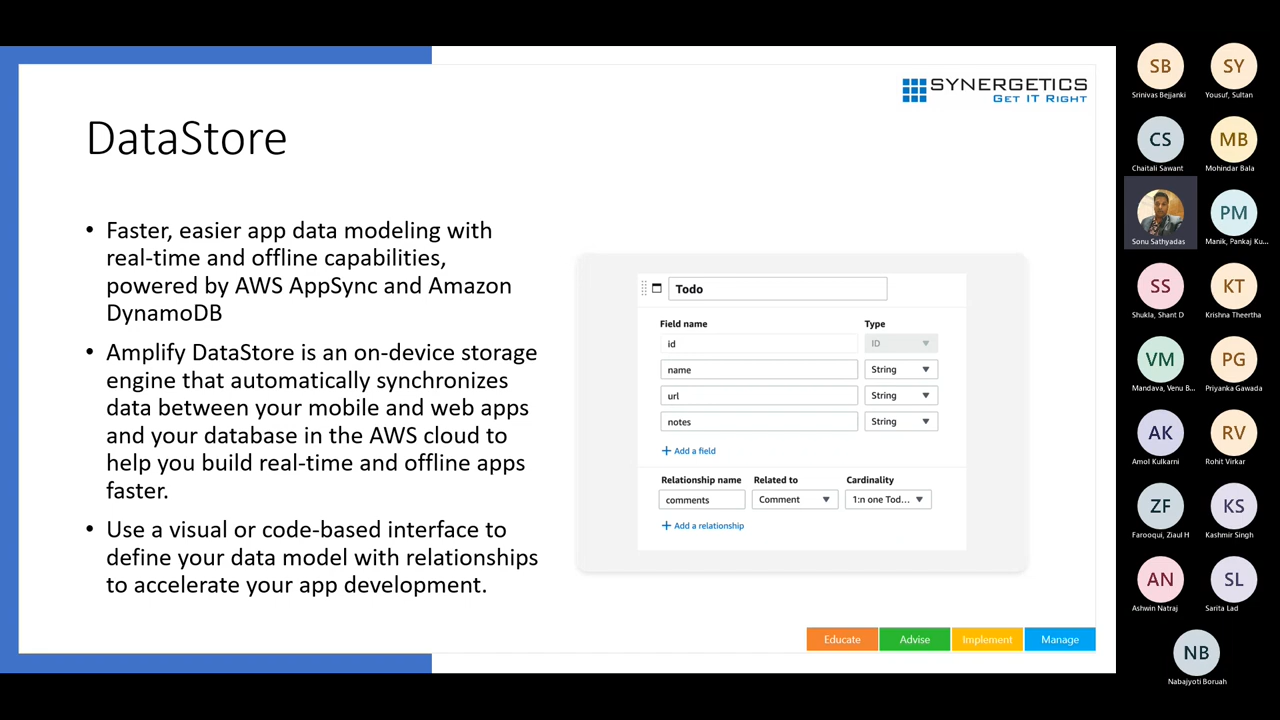 SYNERGETICS
GET IT RIGHT
DataStore
• Faster, easier app data modeling with
real-time and offline capabilities,
powered by AWS AppSync and Amazon
DynamoDB
• Amplify DataStore is an on-device storage
engine that automatically synchronizes
data between your mobile and web apps
and your database in the AWS cloud to
help you build real-time and offline apps
faster.
• Use a visual or code-based interface to
define your data model with relationships
to accelerate your app development.
Todo
Field name Type
id ID
name String
url String
notes String
+ Add a field
Relationship name Related to Cardinality
comments Comment 1:n one Tod...
+ Add a relationship
Educate Advise Implement Manage
SB SY
Srinivas Bejjanki Yousuf, Sultan
CS MB
Chaitali Sawant Mohindar Bala
PM
Sonu Sathyadas Manik, Pankaj Ku...
SS KT
Shukla, Shant D Krishna Theertha
VM PG
Mandava, Venu B... Priyanka Gawada
AK RV
Amol Kulkarni Rohit Virkar
ZF KS
Farooqui, Ziaul H Kashmir Singh
AN SL
Ashwin Natraj Sarita Lad
NB
Nabajyoti Boruah